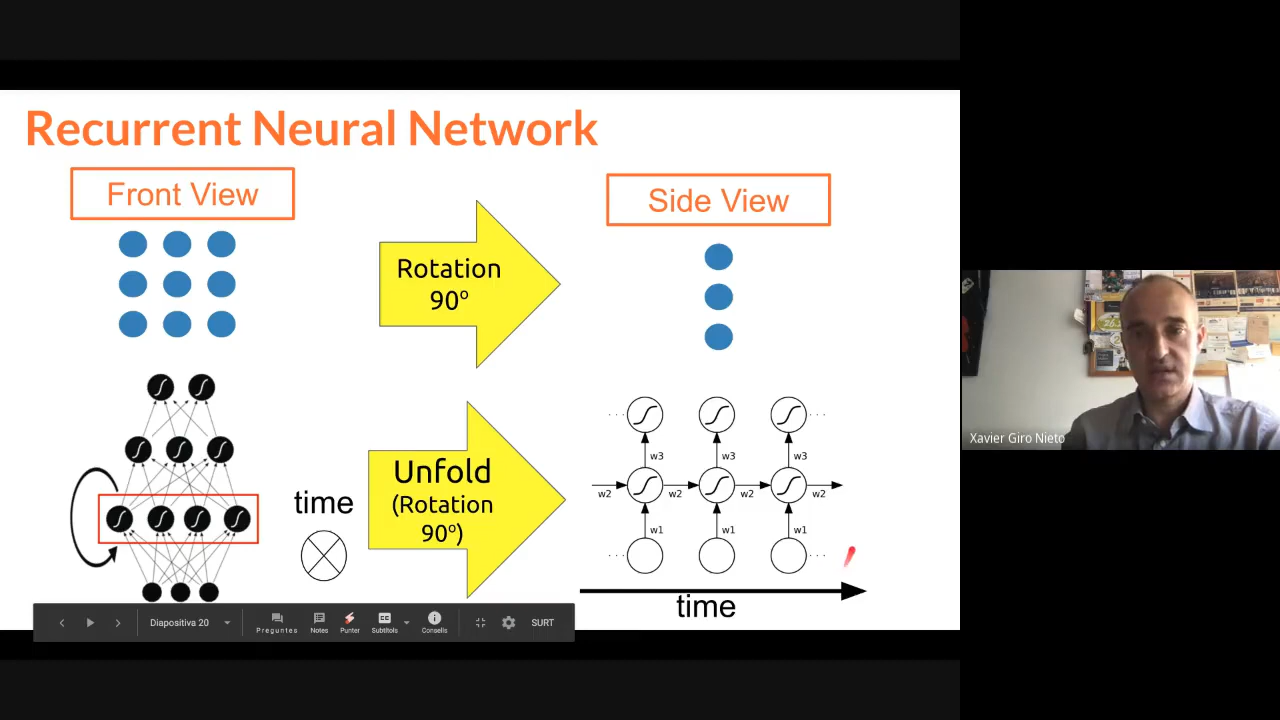 Recurrent Neural Network
Front View
Side View
Rotation
90º
Unfold
(Rotation
90º)
time
w3
w3
w3
w2
w2
w2
w2
w1
w1
w1
time
Xavier Giro Nieto
Diapositiva 20
Preguntes
Notes
Punter
Subtítols
Consells
SURT